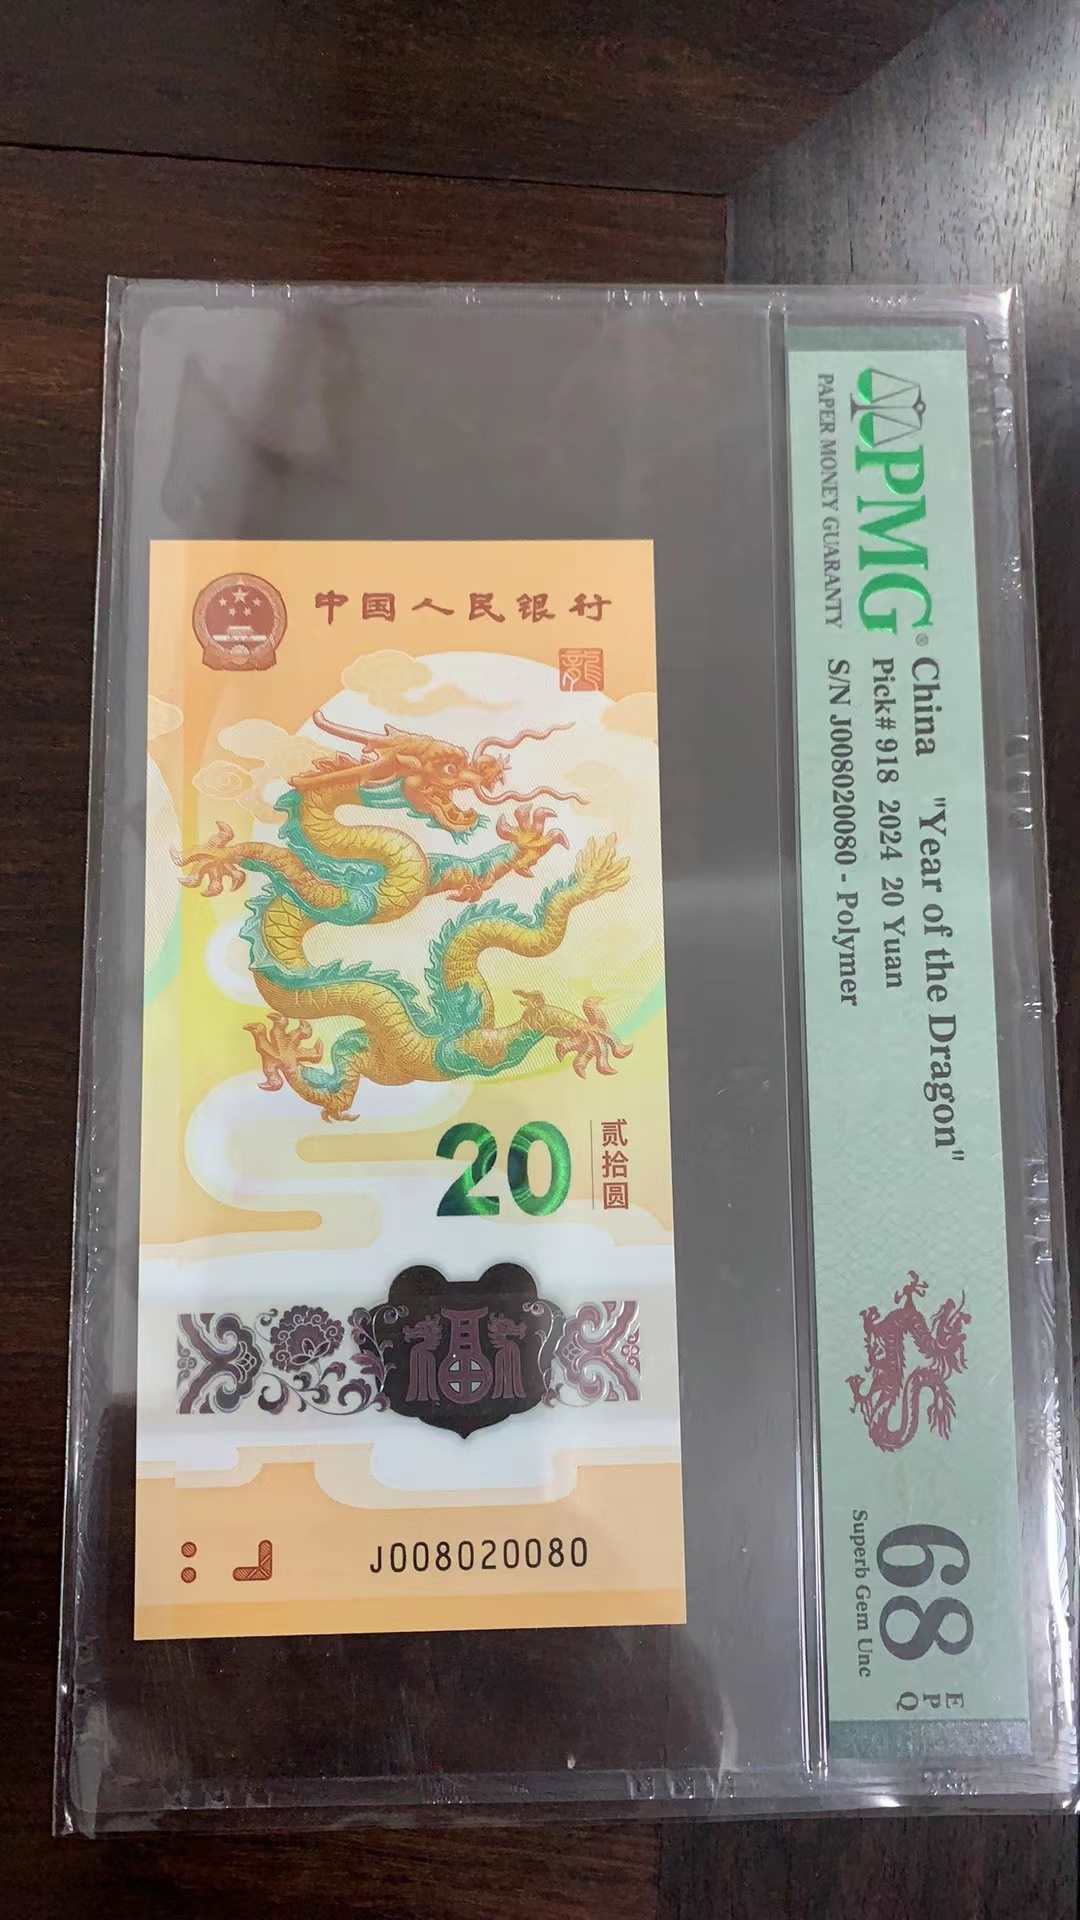 中国人民银行
龍
20
贰拾圆
J008020080
PMG®
PAPER MONEY GUARANTY
China "Year of the Dragon"
Pick# 918 2024 20 Yuan
S/N J008020080 - Polymer
68
EPQ
Superb Gem Unc